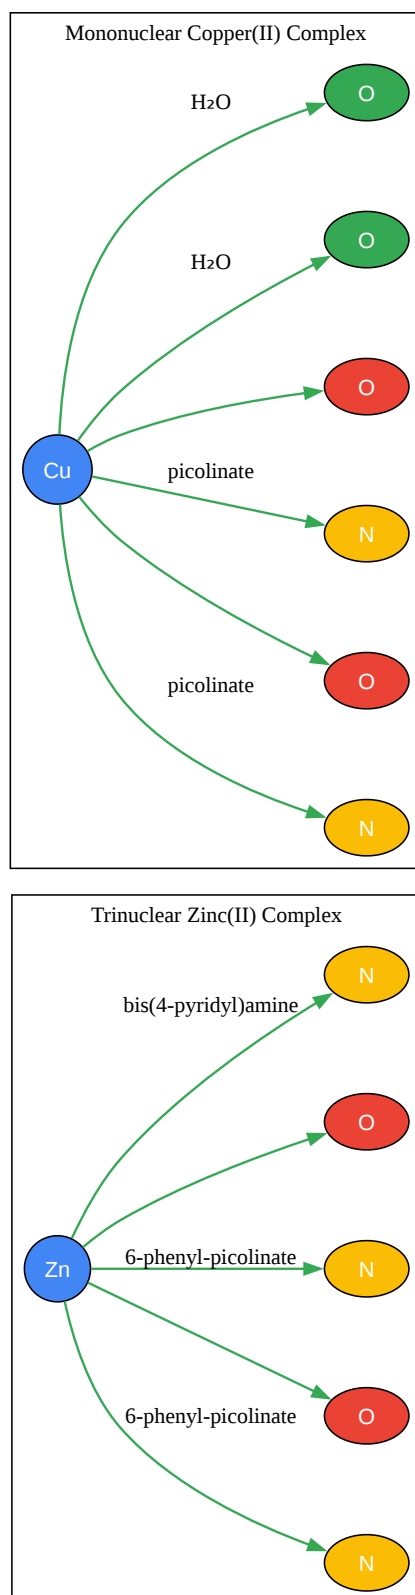 Mononuclear Copper(II) Complex
O
H₂O
O
H₂O
O
Cu
picolinate
N
O
picolinate
N
Trinuclear Zinc(II) Complex
N
bis(4-pyridyl)amine
O
6-phenyl-picolinate
Zn
N
O
6-phenyl-picolinate
N